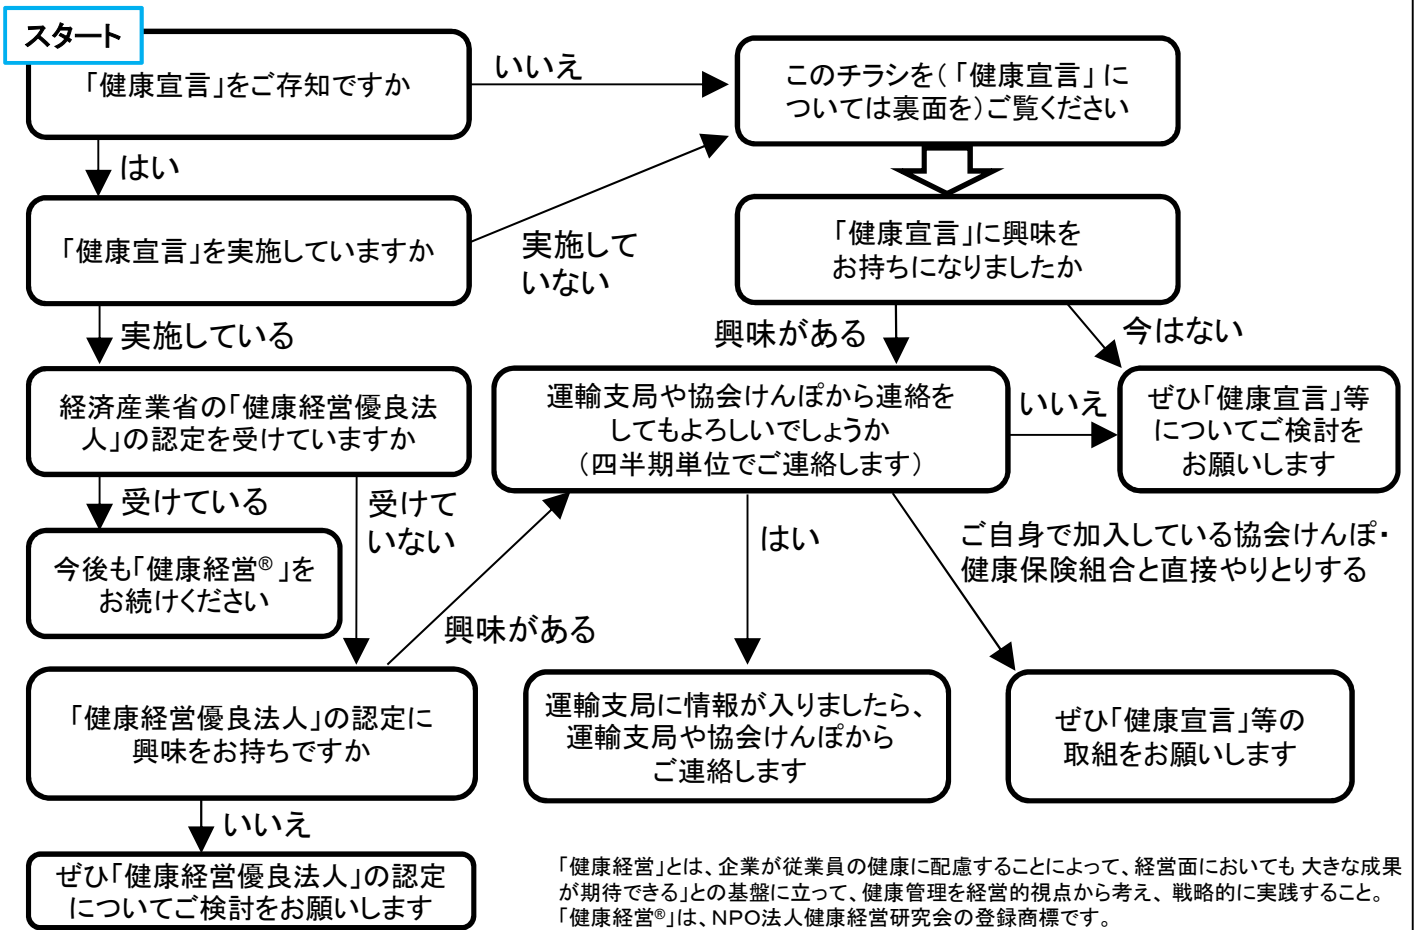 スタート
「健康宣言」をご存知ですか
いいえ
このチラシを(「健康宣言」に
ついては裏面を)ご覧ください
はい
「健康宣言」を実施していますか
実施して
いない
「健康宣言」に興味を
お持ちになりましたか
実施している
興味がある
今はない
経済産業省の「健康経営優良法
人」の認定を受けていますか
運輸支局や協会けんぽから連絡を
してもよろしいでしょうか
(四半期単位でご連絡します)
いいえ
ぜひ「健康宣言」等
についてご検討を
お願いします
受けている
受けて
いない
はい
ご自身で加入している協会けんぽ・
健康保険組合と直接やりとりする
今後も「健康経営®」を
お続けください
興味がある
「健康経営優良法人」の認定に
興味をお持ちですか
運輸支局に情報が入りましたら、
運輸支局や協会けんぽから
ご連絡します
ぜひ「健康宣言」等の
取組をお願いします
いいえ
ぜひ「健康経営優良法人」の認定
についてご検討をお願いします
「健康経営」とは、企業が従業員の健康に配慮することによって、経営面においても 大きな成果
が期待できる」との基盤に立って、健康管理を経営的視点から考え、戦略的に実践すること。
「健康経営®」は、NPO法人健康経営研究会の登録商標です。